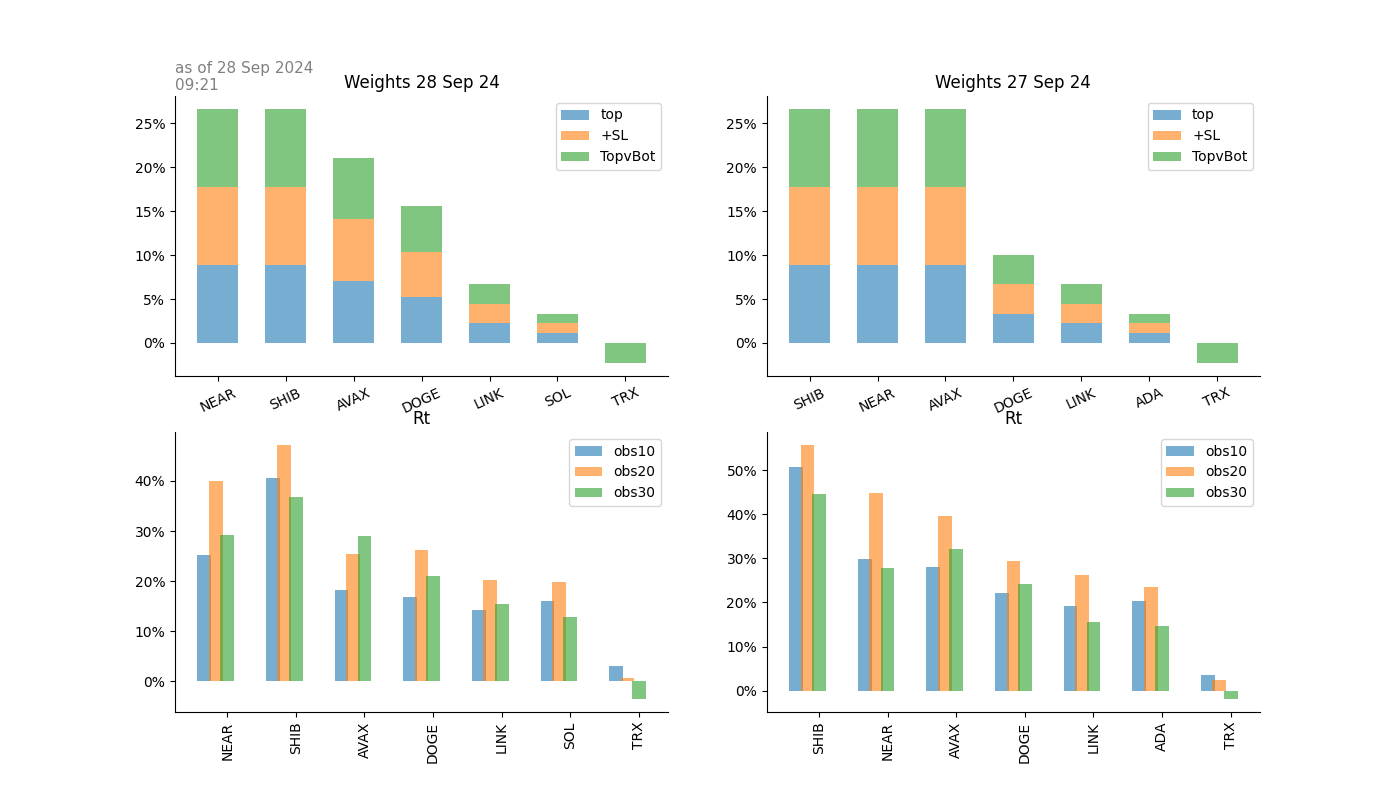 as of 28 Sep 2024
09:21
Weights 28 Sep 24
25%
20%
15%
10%
5%
0%
top
+SL
TopvBot
NEAR
SHIB
AVAX
DOGE
LINK
SOL
TRX
Weights 27 Sep 24
25%
20%
15%
10%
5%
0%
top
+SL
TopvBot
SHIB
NEAR
AVAX
DOGE
LINK
ADA
TRX
Rt
40%
30%
20%
10%
0%
obs10
obs20
obs30
NEAR
SHIB
AVAX
DOGE
LINK
SOL
TRX
Rt
50%
40%
30%
20%
10%
0%
obs10
obs20
obs30
SHIB
NEAR
AVAX
DOGE
LINK
ADA
TRX